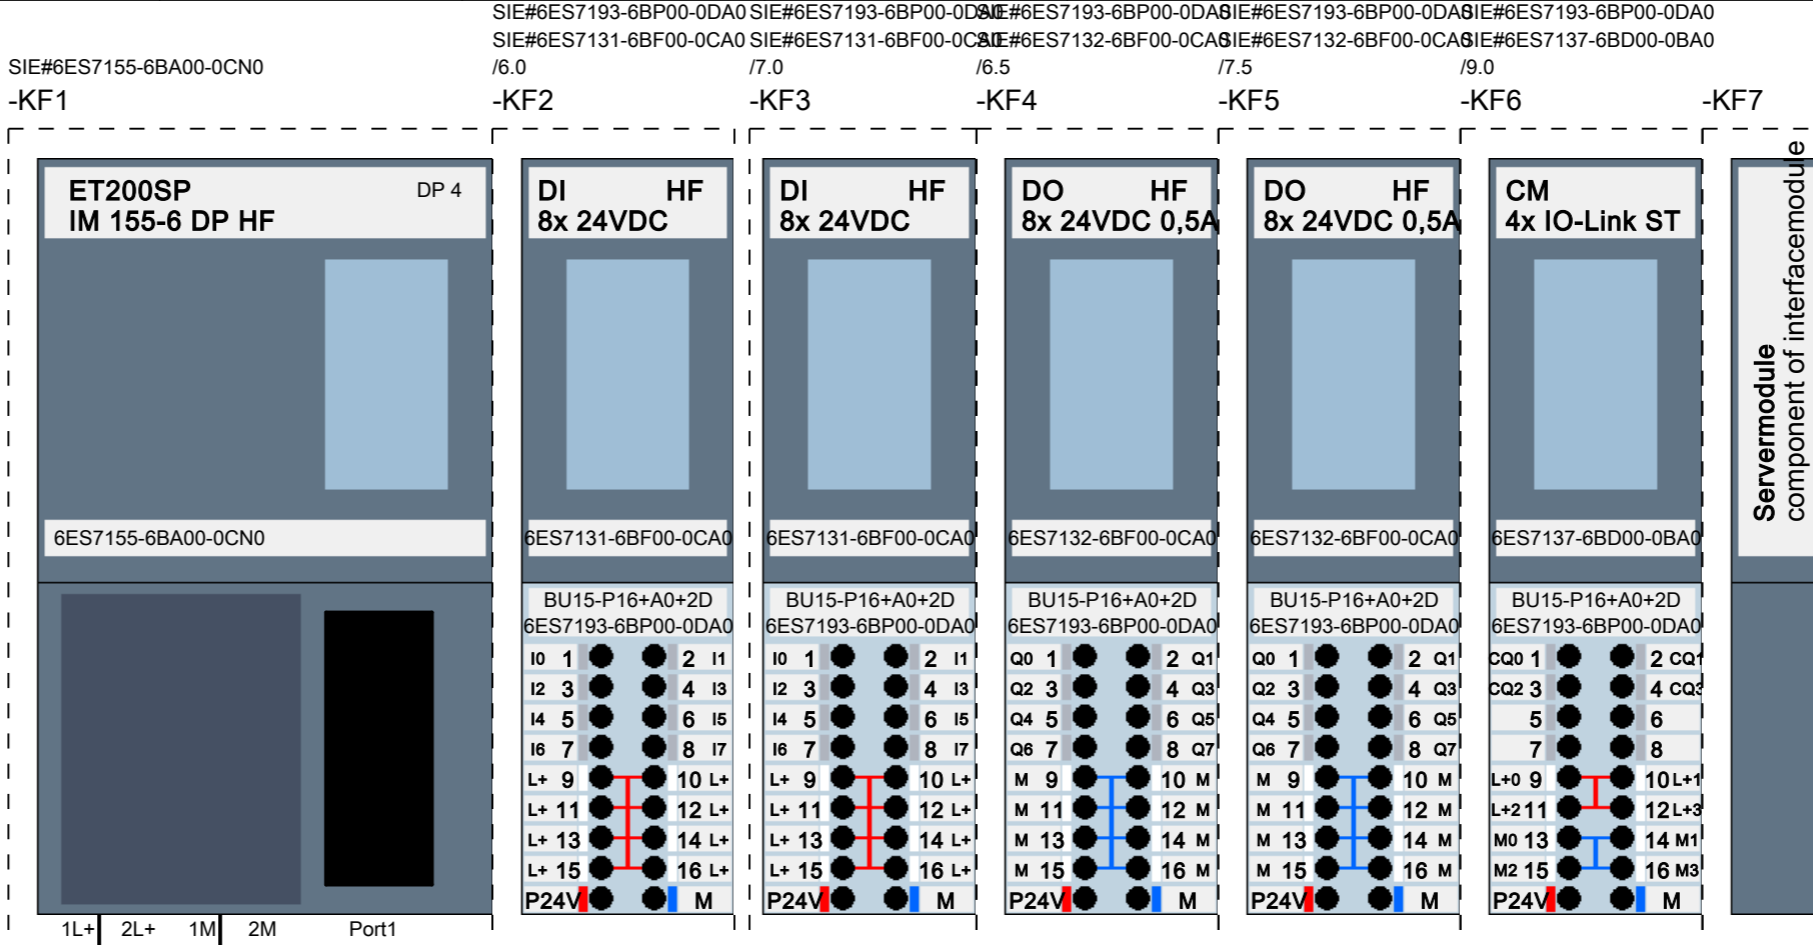 SIE#6ES7193-6BP00-0DA0 SIE#6ES7193-6BP00-0DA0 SIE#6ES7193-6BP00-0DA0 SIE#6ES7193-6BP00-0DA0 SIE#6ES7193-6BP00-0DA0
SIE#6ES7131-6BF00-0CA0 SIE#6ES7131-6BF00-0CA0 SIE#6ES7132-6BF00-0CA0 SIE#6ES7132-6BF00-0CA0 SIE#6ES7137-6BD00-0BA0
SIE#6ES7155-6BA00-0CN0 /6.0 /7.0 /6.5 /7.5 /9.0
-KF1 -KF2 -KF3 -KF4 -KF5 -KF6 -KF7
ET200SP DP 4 DI HF DI HF DO HF DO HF CM
IM 155-6 DP HF 8x 24VDC 8x 24VDC 8x 24VDC 0,5A 8x 24VDC 0,5A 4x IO-Link ST
Servermodule
component of interfacemodule
6ES7155-6BA00-0CN0 6ES7131-6BF00-0CA0 6ES7131-6BF00-0CA0 6ES7132-6BF00-0CA0 6ES7132-6BF00-0CA0 6ES7137-6BD00-0BA0
BU15-P16+A0+2D BU15-P16+A0+2D BU15-P16+A0+2D BU15-P16+A0+2D BU15-P16+A0+2D
6ES7193-6BP00-0DA0 6ES7193-6BP00-0DA0 6ES7193-6BP00-0DA0 6ES7193-6BP00-0DA0 6ES7193-6BP00-0DA0
I0 1 2 I1 I0 1 2 I1 Q0 1 2 Q1 Q0 1 2 Q1 CQ0 1 2 CQ1
I2 3 4 I3 I2 3 4 I3 Q2 3 4 Q3 Q2 3 4 Q3 CQ2 3 4 CQ3
I4 5 6 I5 I4 5 6 I5 Q4 5 6 Q5 Q4 5 6 Q5 5 6
I6 7 8 I7 I6 7 8 I7 Q6 7 8 Q7 Q6 7 8 Q7 7 8
L+ 9 10 L+ L+ 9 10 L+ M 9 10 M M 9 10 M L+0 9 10 L+1
L+ 11 12 L+ L+ 11 12 L+ M 11 12 M M 11 12 M L+2 11 12 L+3
L+ 13 14 L+ L+ 13 14 L+ M 13 14 M M 13 14 M M0 13 14 M1
L+ 15 16 L+ L+ 15 16 L+ M 15 16 M M 15 16 M M2 15 16 M3
P24V M P24V M P24V M P24V M P24V M
1L+ 2L+ 1M 2M Port1